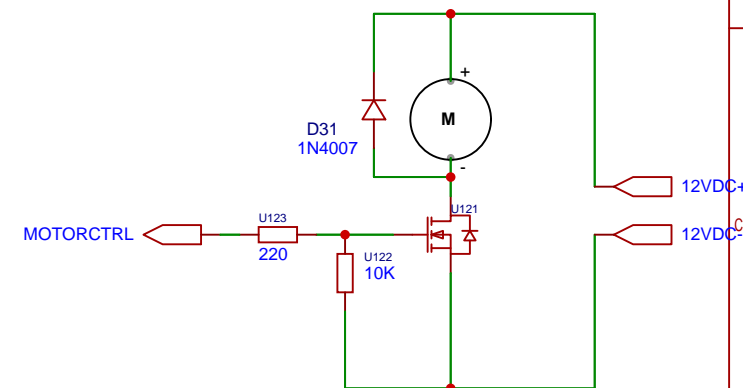 +
M
D31
1N4007
-
12VDC+
U121
U123
MOTORCTRL
12VDC-
C
220
U122
10K